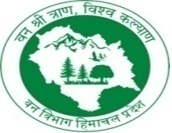 वन श्री त्राण, विश्व कल्याण
वन विभाग हिमाचल प्रदेश